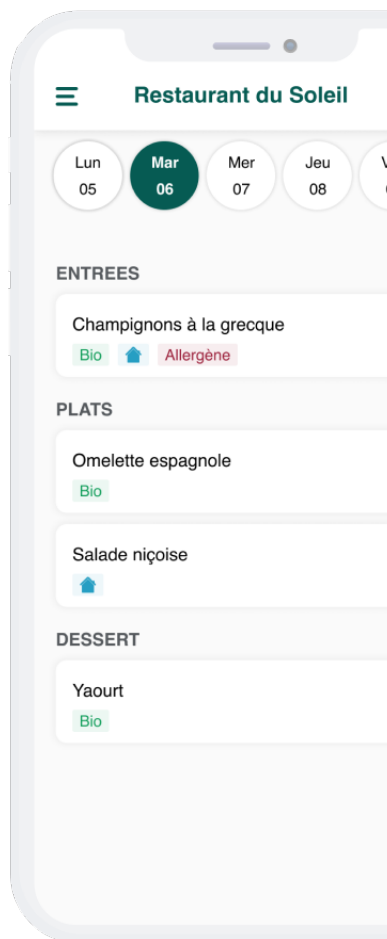 Restaurant du Soleil
Lun Mar Mer Jeu
05 06 07 08
ENTREES
Champignons à la grecque
Bio Allergène
PLATS
Omelette espagnole
Bio
Salade niçoise
DESSERT
Yaourt
Bio